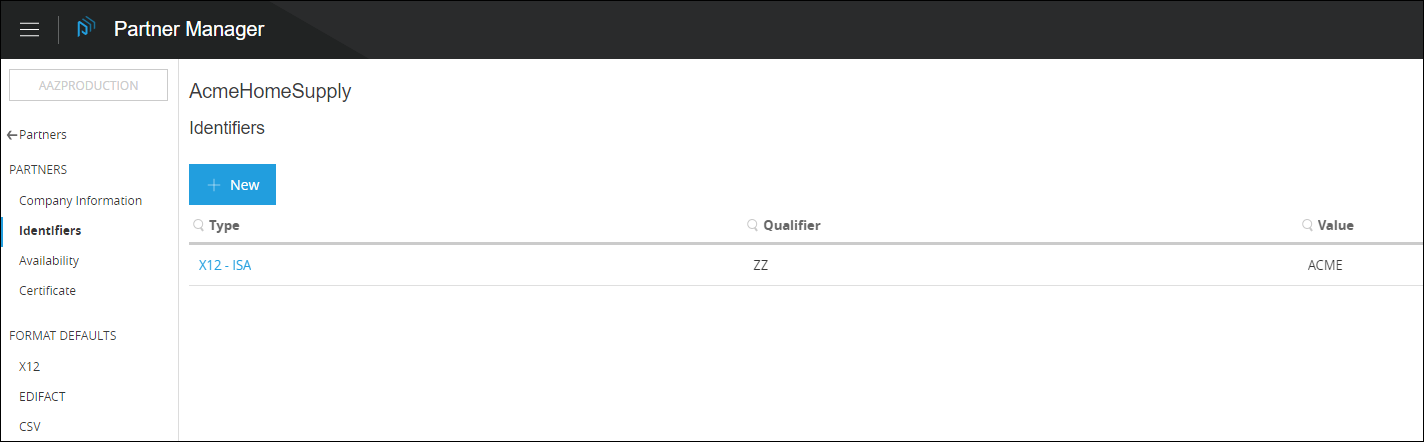 Partner Manager
AAZPRODUCTION
Partners
PARTNERS
Company Information
Identifiers
Availability
Certificate
FORMAT DEFAULTS
X12
EDIFACT
CSV
AcmeHomeSupply
Identifiers
New
Type Qualifier Value
X12 - ISA ZZ ACME